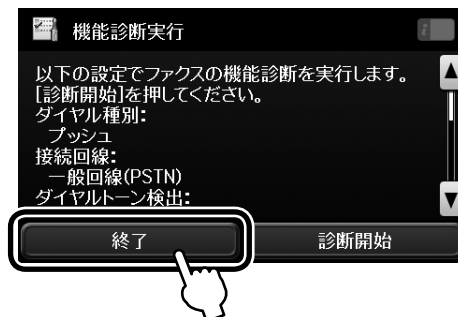 機能診断実行
以下の設定でファクスの機能診断を実行します。
[診断開始]を押してください。
ダイヤル種別:
プッシュ
接続回線:
一般回線(PSTN)
ダイヤルトーン検出:
終了
診断開始